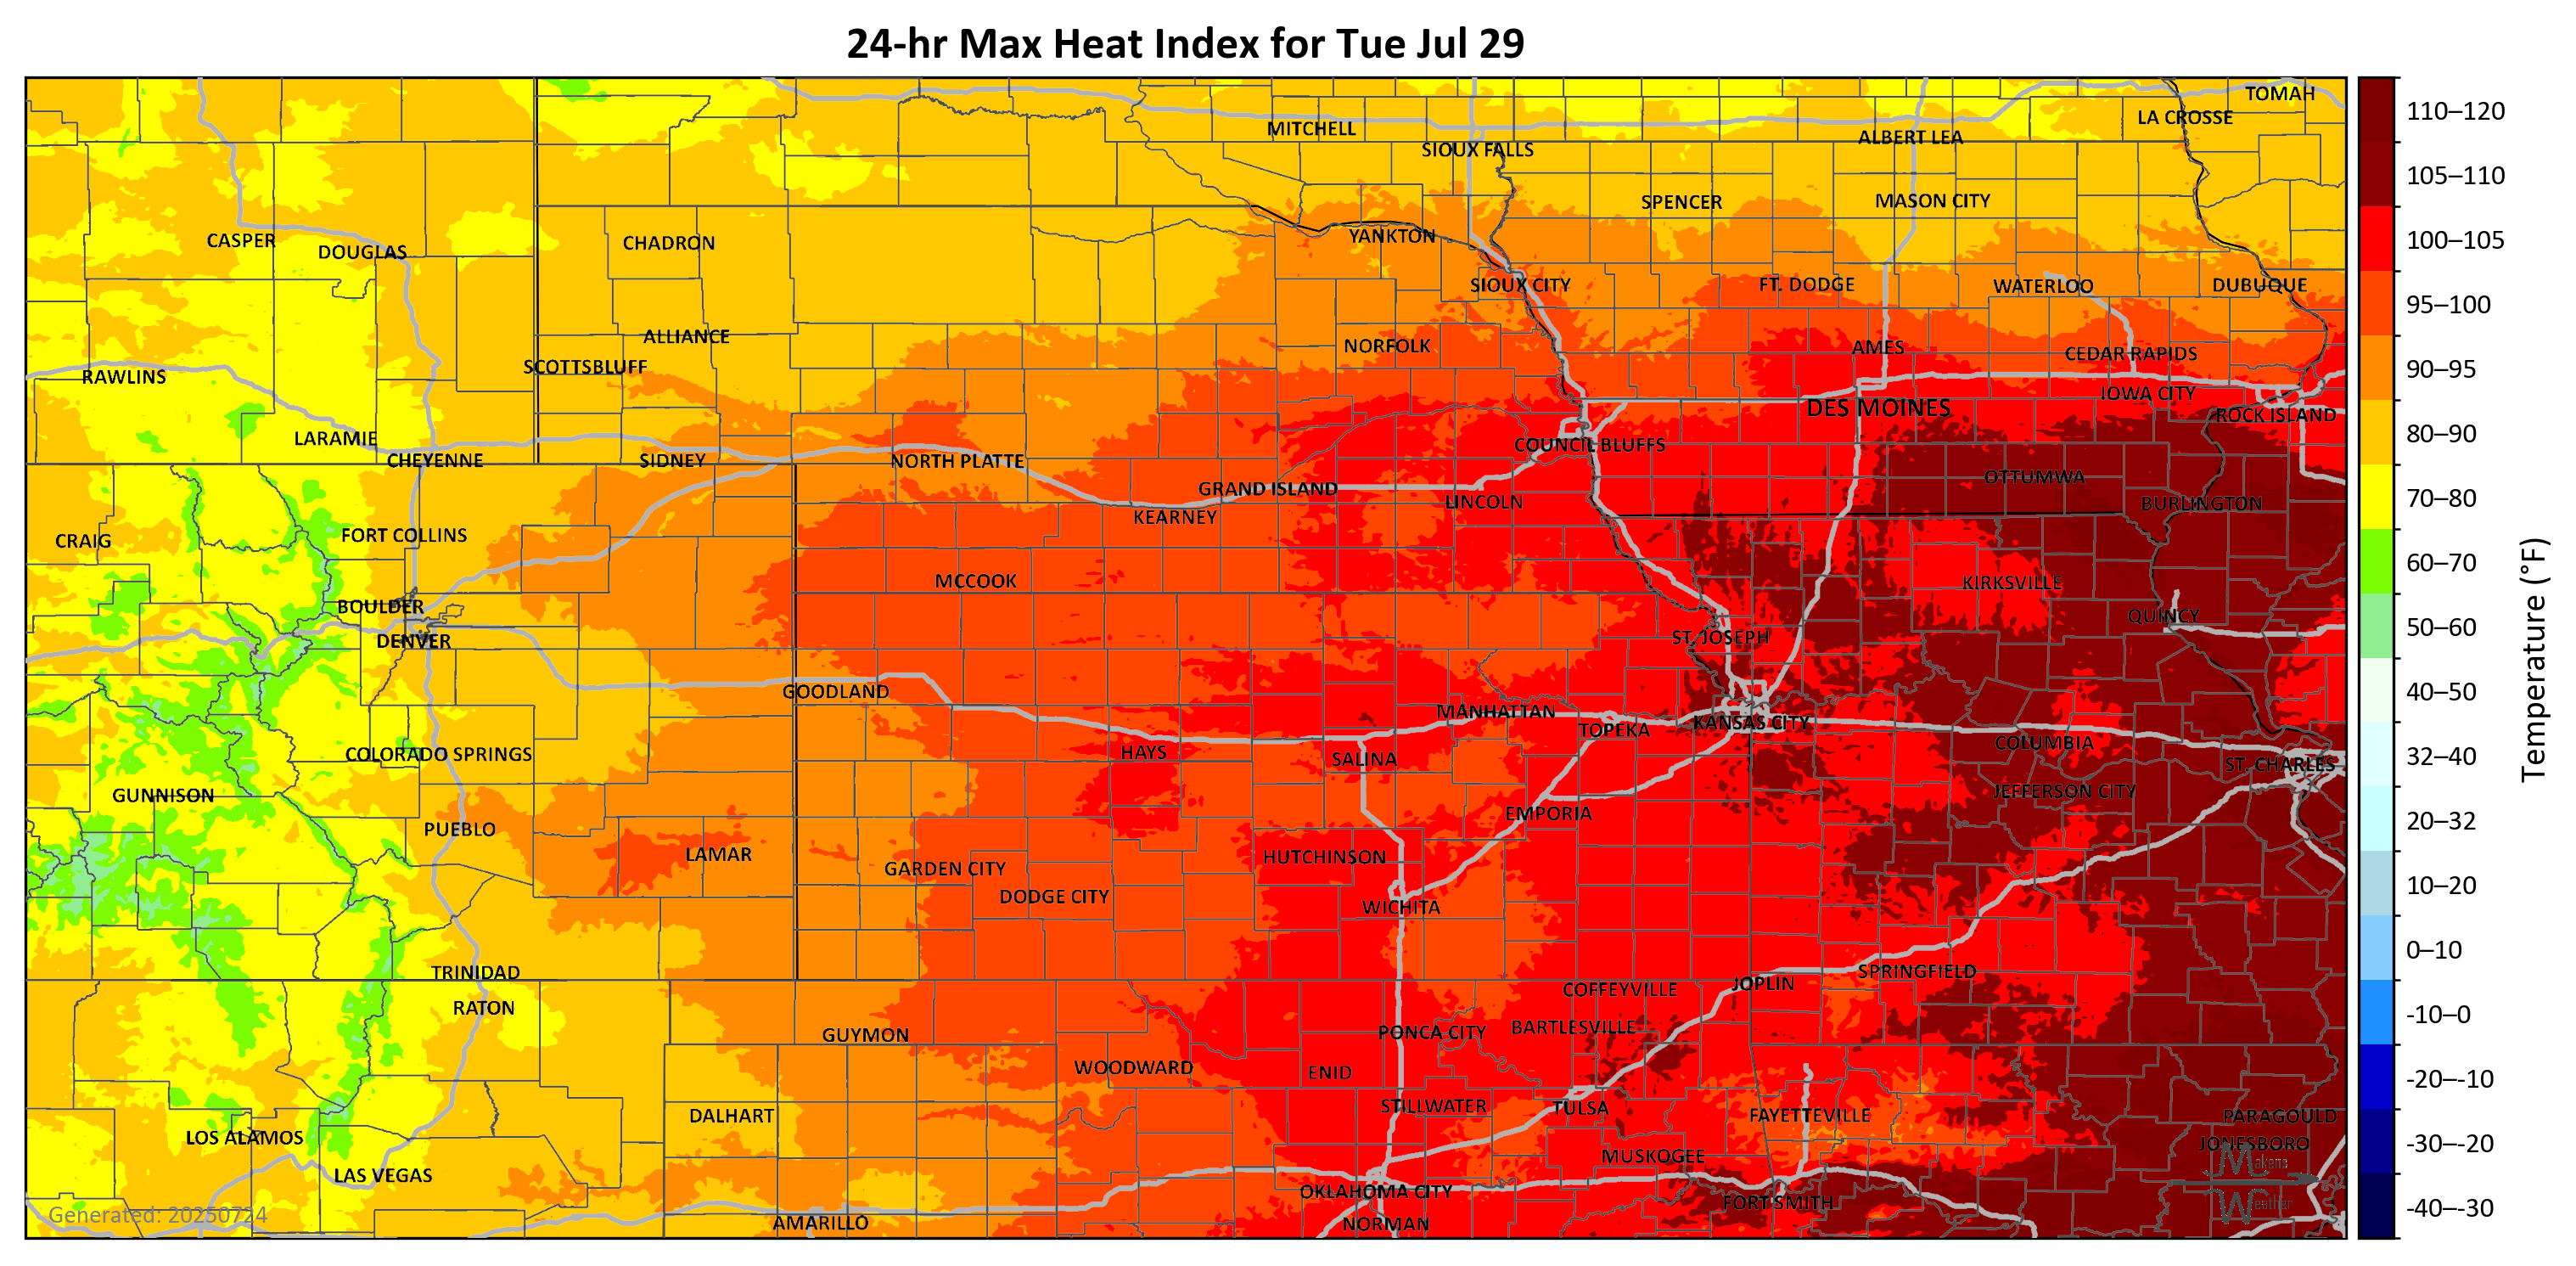 24-hr Max Heat Index for Tue Jul 29
TOMAH
LA CROSSE
MITCHELL
ALBERT LEA
SIOUX FALLS
SPENCER
MASON CITY
CASPER
DOUGLAS
CHADRON
YANKTON
SIOUX CITY
FT. DODGE
WATERLOO
DUBUQUE
ALLIANCE
NORFOLK
AMES
CEDAR RAPIDS
SCOTTSBLUFF
RAWLINS
IOWA CITY
DES MOINES
ROCK ISLAND
LARAMIE
COUNCIL BLUFFS
CHEYENNE
SIDNEY
NORTH PLATTE
OTTUMWA
GRAND ISLAND
LINCOLN
BURLINGTON
KEARNEY
CRAIG
FORT COLLINS
MCCOOK
KIRKSVILLE
BOULDER
QUINCY
DENVER
ST. JOSEPH
GOODLAND
MANHATTAN
TOPEKA
KANSAS CITY
COLUMBIA
COLORADO SPRINGS
HAYS
SALINA
ST. CHARLES
GUNNISON
JEFFERSON CITY
EMPORIA
PUEBLO
LAMAR
HUTCHINSON
GARDEN CITY
DODGE CITY
WICHITA
TRINIDAD
SPRINGFIELD
JOPLIN
COFFEYVILLE
RATON
GUYMON
PONCA CITY
BARTLESVILLE
WOODWARD
ENID
STILLWATER
TULSA
DALHART
FAYETTEVILLE
PARAGOULD
LOS ALAMOS
JONESBORO
MUSKOGEE
Makens
LAS VEGAS
OKLAHOMA CITY
FORT SMITH
Weather
Generated: 20250724
AMARILLO
NORMAN
110–120
105–110
100–105
95–100
90–95
80–90
70–80
60–70
50–60
40–50
32–40
20–32
10–20
0–10
-10–0
-20–-10
-30–-20
-40–-30
Temperature (°F)